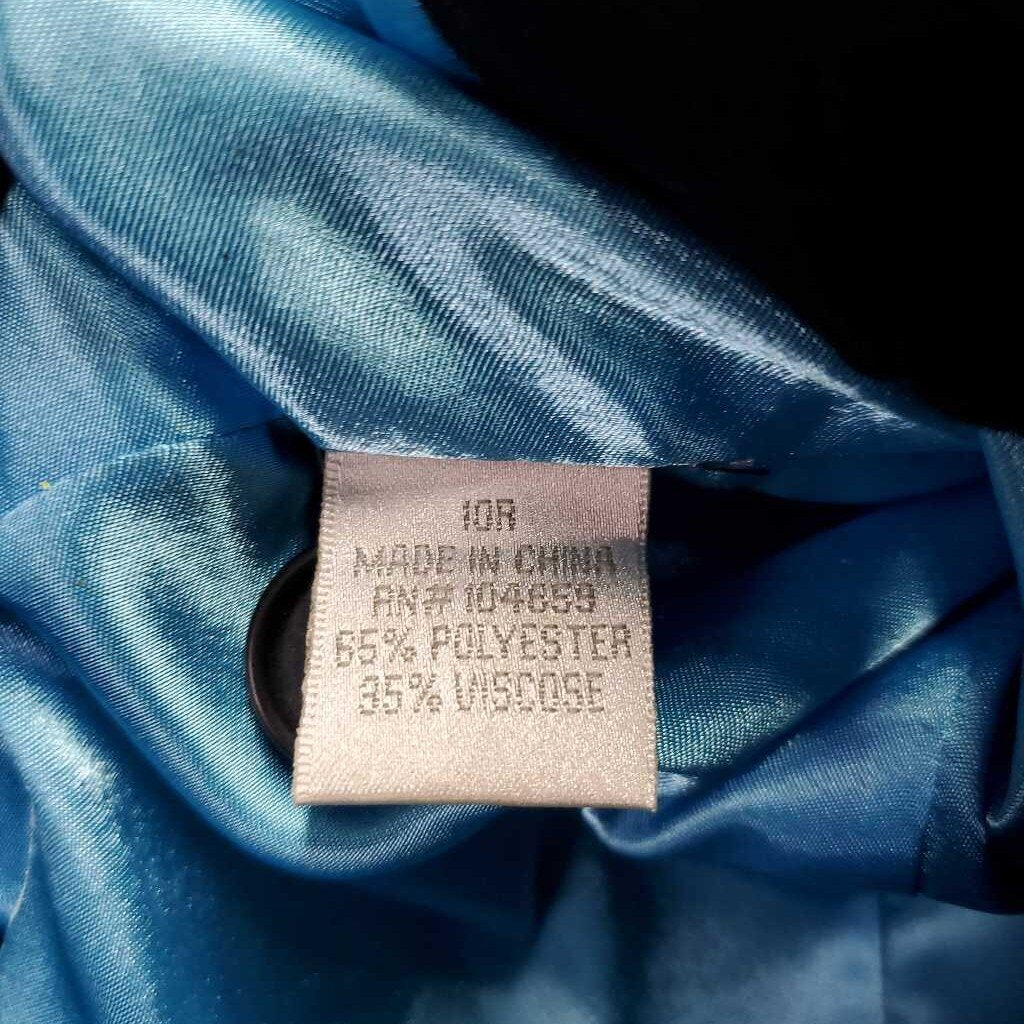 10R
MADE IN CHINA
RN# 104659
65% POLYESTER
35% VISCOSE